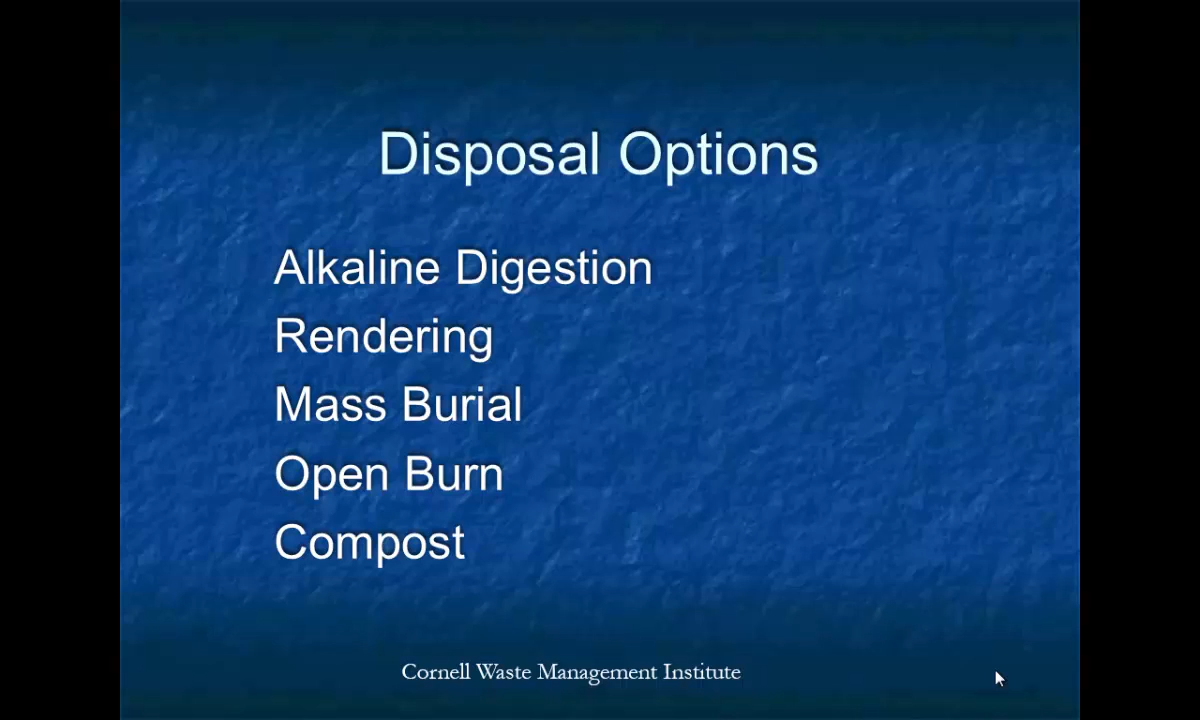 Disposal Options
Alkaline Digestion
Rendering
Mass Burial
Open Burn
Compost
Cornell Waste Management Institute